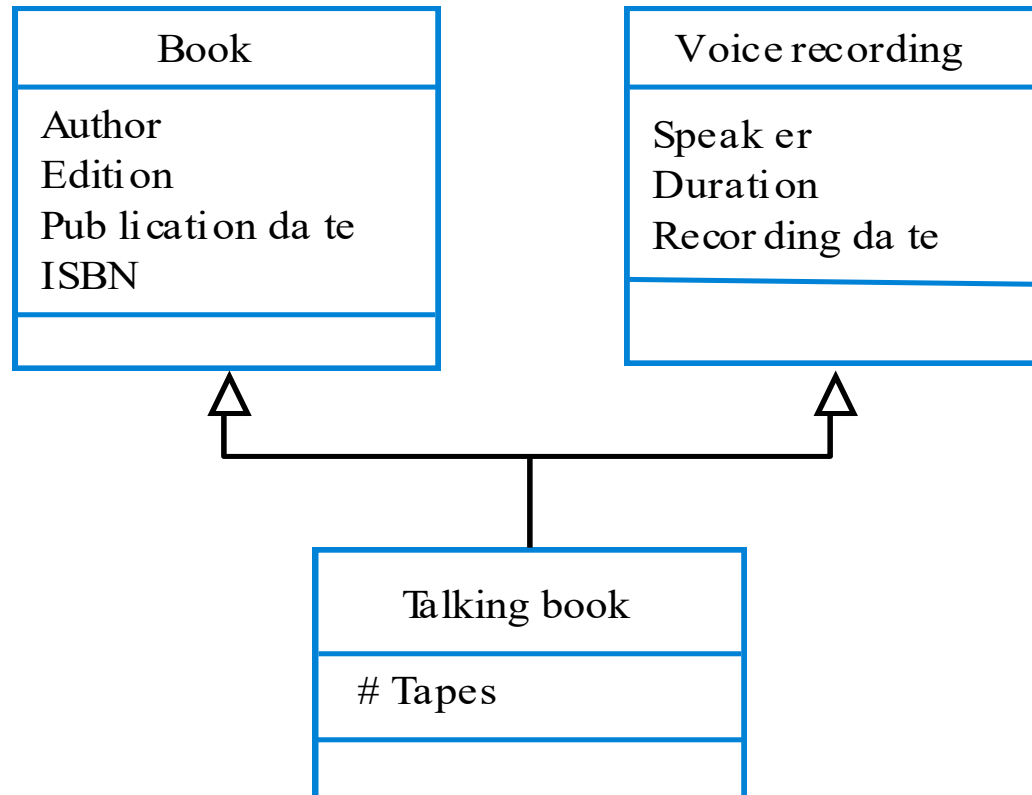 Book
Author
Edition
Publication date
ISBN
Voice recording
Speaker
Duration
Recording date
Talking book
# Tapes